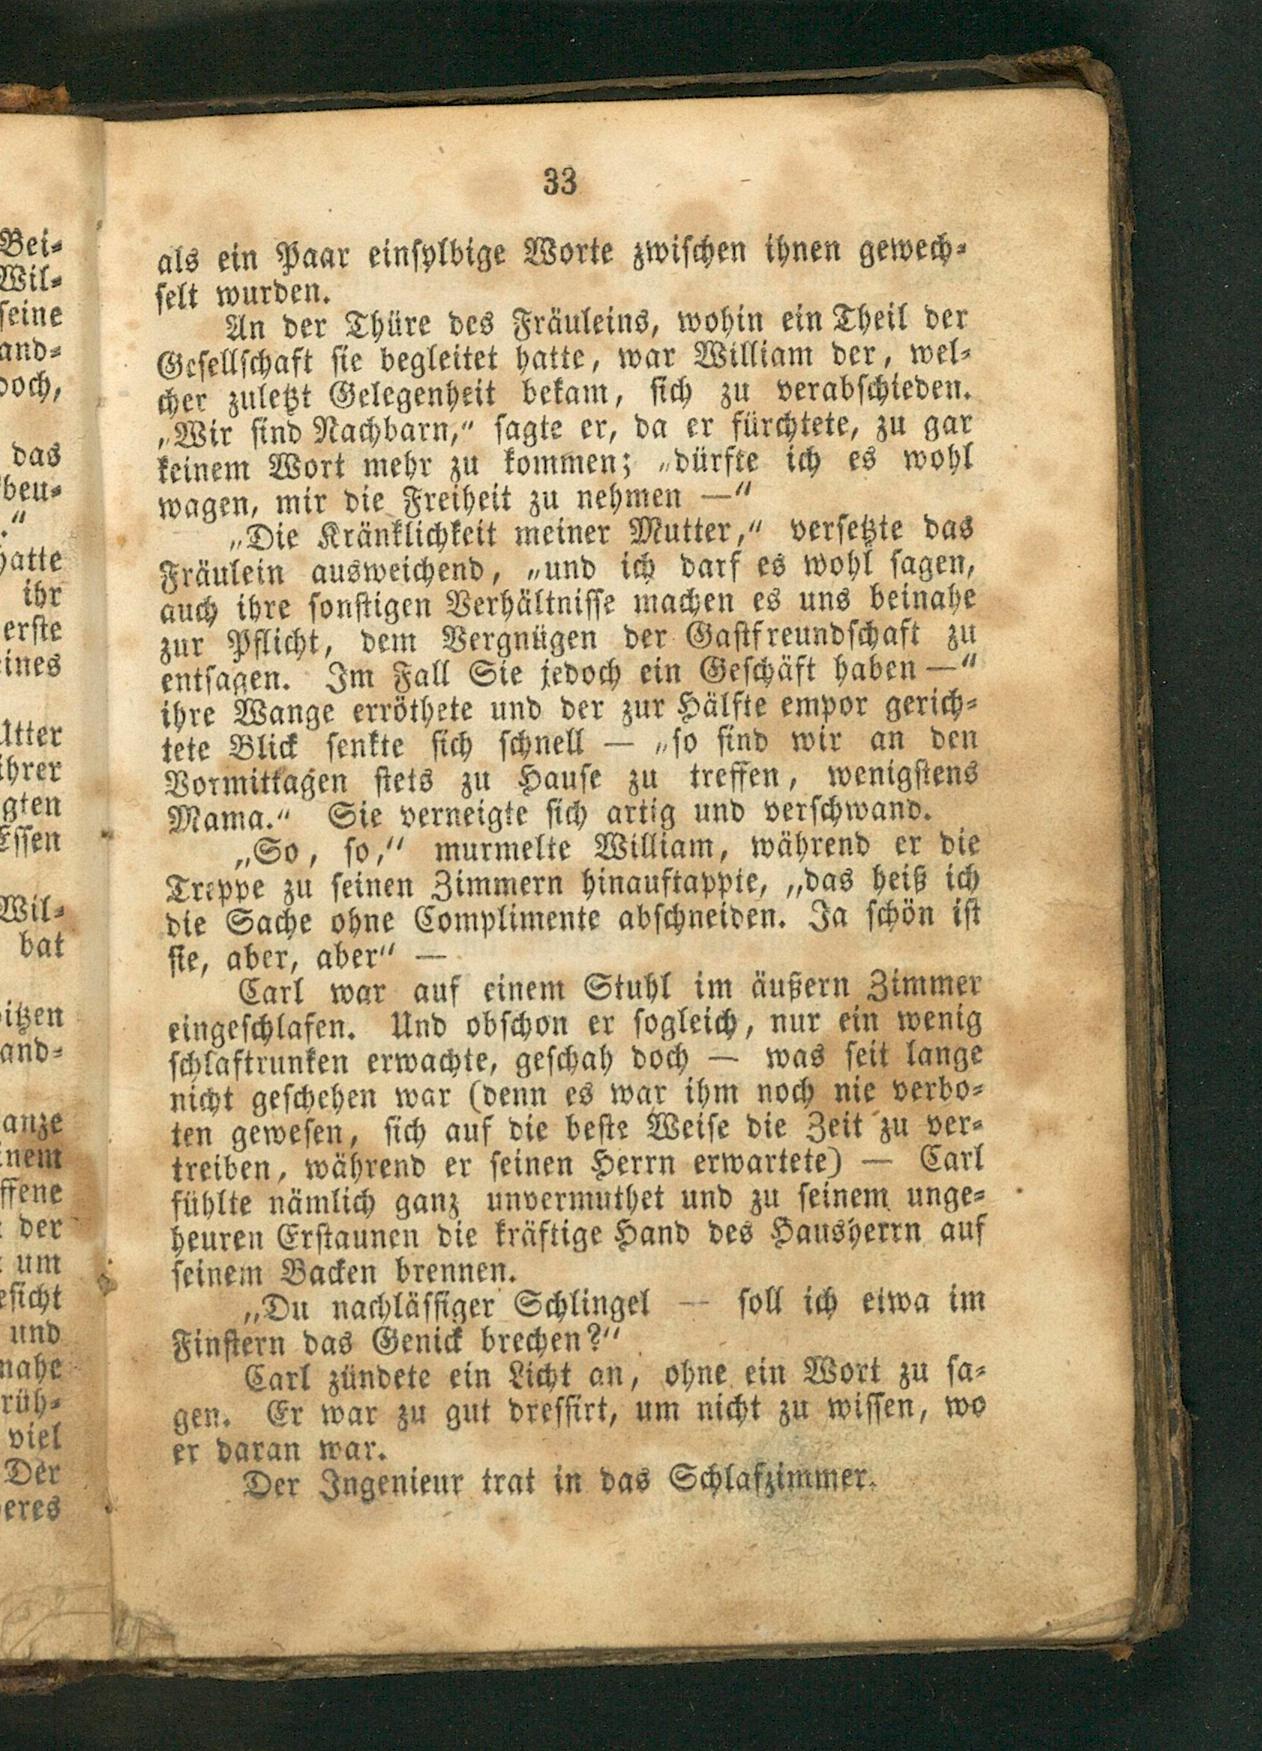 33
als ein Paar einsylbige Worte zwischen ihnen gewech-
selt wurden.
An der Thüre des Fräuleins, wohin ein Theil der
Gesellschaft sie begleitet hatte, war William der, wel-
cher zuletzt Gelegenheit bekam, sich zu verabschieden.
„Wir sind Nachbarn,“ sagte er, da er fürchtete, zu gar
keinem Wort mehr zu kommen; „dürfte ich es wohl
wagen, mir die Freiheit zu nehmen —“
„Die Kränklichkeit meiner Mutter,“ versetzte das
Fräulein ausweichend, „und ich darf es wohl sagen,
auch ihre sonstigen Verhältnisse machen es uns beinahe
zur Pflicht, dem Vergnügen der Gastfreundschaft zu
entsagen. Im Fall Sie jedoch ein Geschäft haben —“
ihre Wange erröthete und der zur Hälfte empor gerich-
tete Blick senkte sich schnell — „so sind wir an den
Vormittagen stets zu Hause zu treffen, wenigstens
Mama.“ Sie verneigte sich artig und verschwand.
„So, so,“ murmelte William, während er die
Treppe zu seinen Zimmern hinauftappte, „das heiß ich
die Sache ohne Complimente abschneiden. Ja schön ist
sie, aber, aber“ —
Carl war auf einem Stuhl im äußern Zimmer
eingeschlafen. Und obschon er sogleich, nur ein wenig
schlaftrunken erwachte, geschah doch — was seit lange
nicht geschehen war (denn es war ihm noch nie verbo-
ten gewesen, sich auf die beste Weise die Zeit zu ver-
treiben, während er seinen Herrn erwartete) — Carl
fühlte nämlich ganz unvermuthet und zu seinem unge-
heuren Erstaunen die kräftige Hand des Hausherrn auf
seinem Backen brennen.
„Du nachlässiger Schlingel — soll ich etwa im
Finstern das Genick brechen?“
Carl zündete ein Licht an, ohne ein Wort zu sa-
gen. Er war zu gut dressirt, um nicht zu wissen, wo
er daran war.
Der Ingenieur trat in das Schlafzimmer.